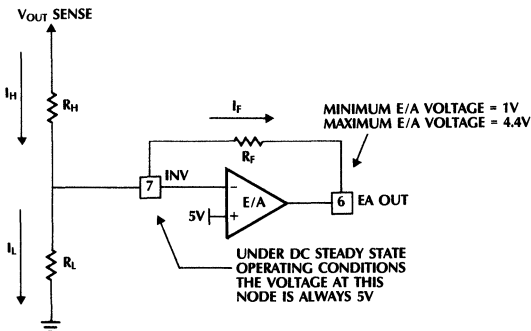 VOUT SENSE
IH
RH
IF
RF
MINIMUM E/A VOLTAGE = 1V
MAXIMUM E/A VOLTAGE = 4.4V
7
INV
−
E/A
5V
+
6
EA OUT
IL
RL
UNDER DC STEADY STATE
OPERATING CONDITIONS
THE VOLTAGE AT THIS
NODE IS ALWAYS 5V